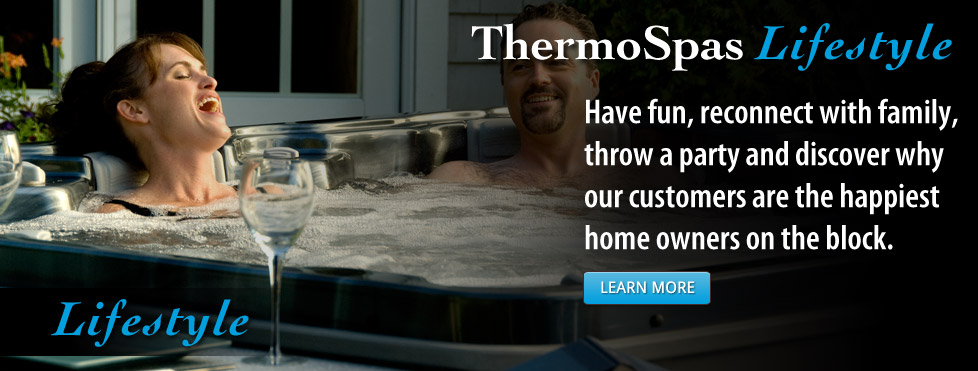 ThermoSpas Lifestyle
Have fun, reconnect with family,
throw a party and discover why
our customers are the happiest
home owners on the block.
LEARN MORE
Lifestyle